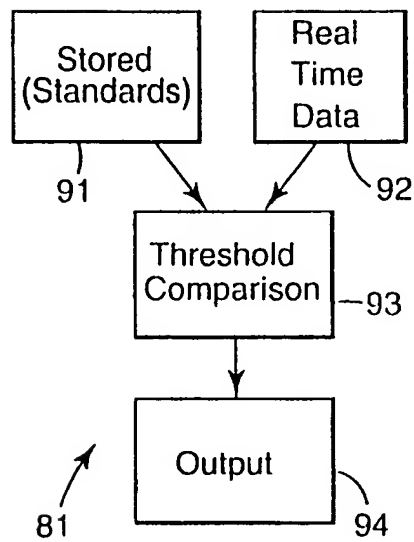 Stored
(Standards)
91
Real
Time
Data
92
Threshold
Comparison
93
Output
94
81